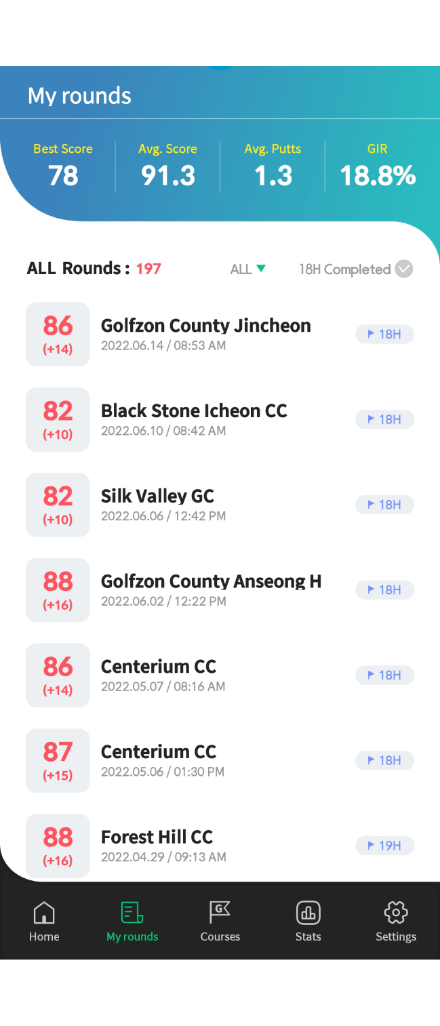 My rounds
Best Score Avg. Score Avg. Putts GIR
78 91.3 1.3 18.8%
ALL Rounds : 197 ALL 18H Completed
86 Golfzon County Jincheon 18H
(+14) 2022.06.14 / 08:53 AM
82 Black Stone Icheon CC 18H
(+10) 2022.06.10 / 08:42 AM
82 Silk Valley GC 18H
(+10) 2022.06.06 / 12:42 PM
88 Golfzon County Anseong H 18H
(+16) 2022.06.02 / 12:22 PM
86 Centerium CC 18H
(+14) 2022.05.07 / 08:16 AM
87 Centerium CC 18H
(+15) 2022.05.06 / 01:30 PM
88 Forest Hill CC 19H
(+16) 2022.04.29 / 09:13 AM
G
Home My rounds Courses Stats Settings